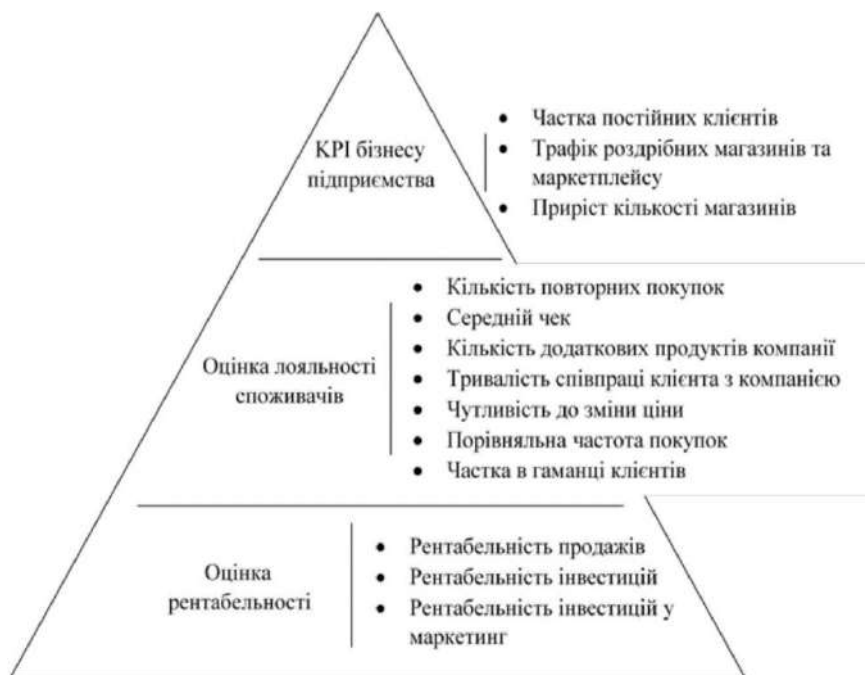 KPI бізнесу
підприємства
• Частка постійних клієнтів
• Трафік роздрібних магазинів та
маркетплейсу
• Приріст кількості магазинів
Оцінка лояльності
споживачів
• Кількість повторних покупок
• Середній чек
• Кількість додаткових продуктів компанії
• Тривалість співпраці клієнта з компанією
• Чутливість до зміни ціни
• Порівняльна частота покупок
• Частка в гаманці клієнтів
Оцінка
рентабельності
• Рентабельність продажів
• Рентабельність інвестицій
• Рентабельність інвестицій у
маркетинг